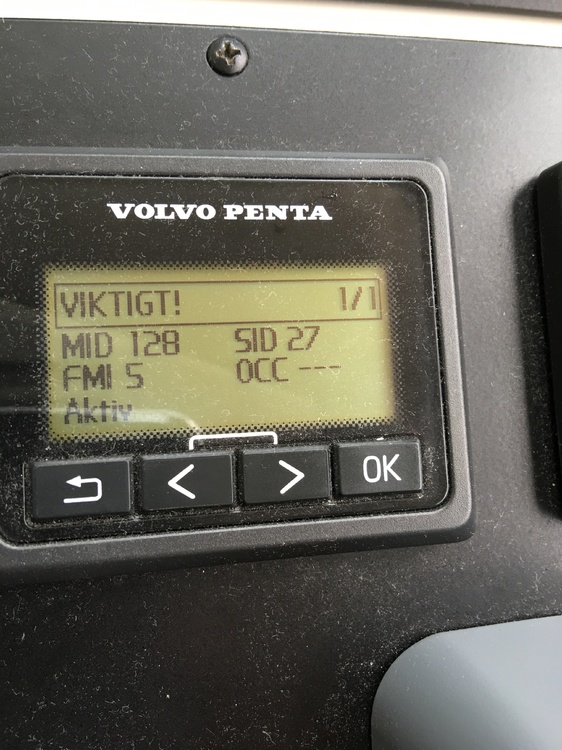 VOLVO PENTA
VIKTIGT! 1/1
MID 128 SID 27
FMI 5 OCC ---
Aktiv
< > OK